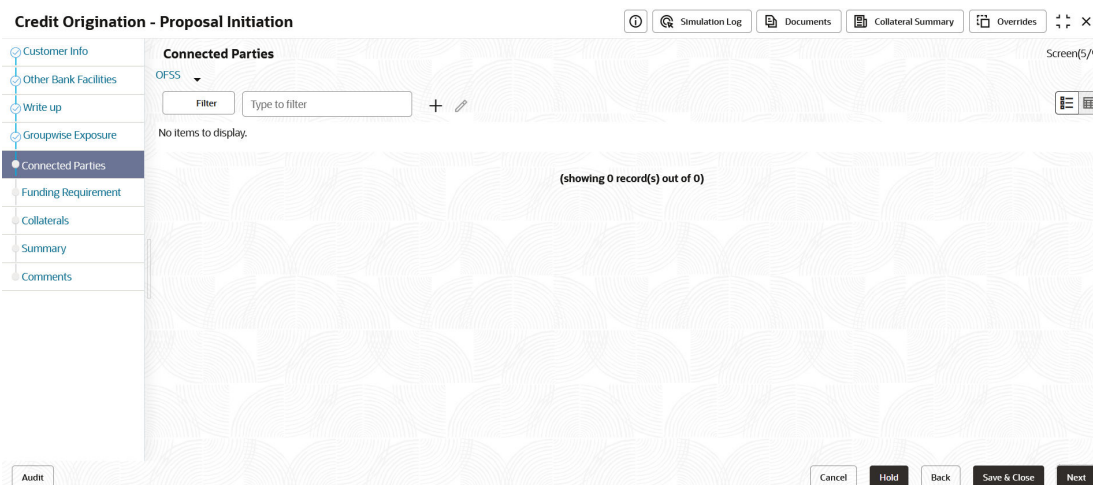 Credit Origination - Proposal Initiation
Simulation Log
Documents
Collateral Summary
Overrides
Customer Info
Other Bank Facilities
Write up
Groupwise Exposure
Connected Parties
Funding Requirement
Collaterals
Summary
Comments
Connected Parties
Screen(5/
OFSS
Filter
Type to filter
No items to display.
(showing 0 record(s) out of 0)
Audit
Cancel
Hold
Back
Save & Close
Next